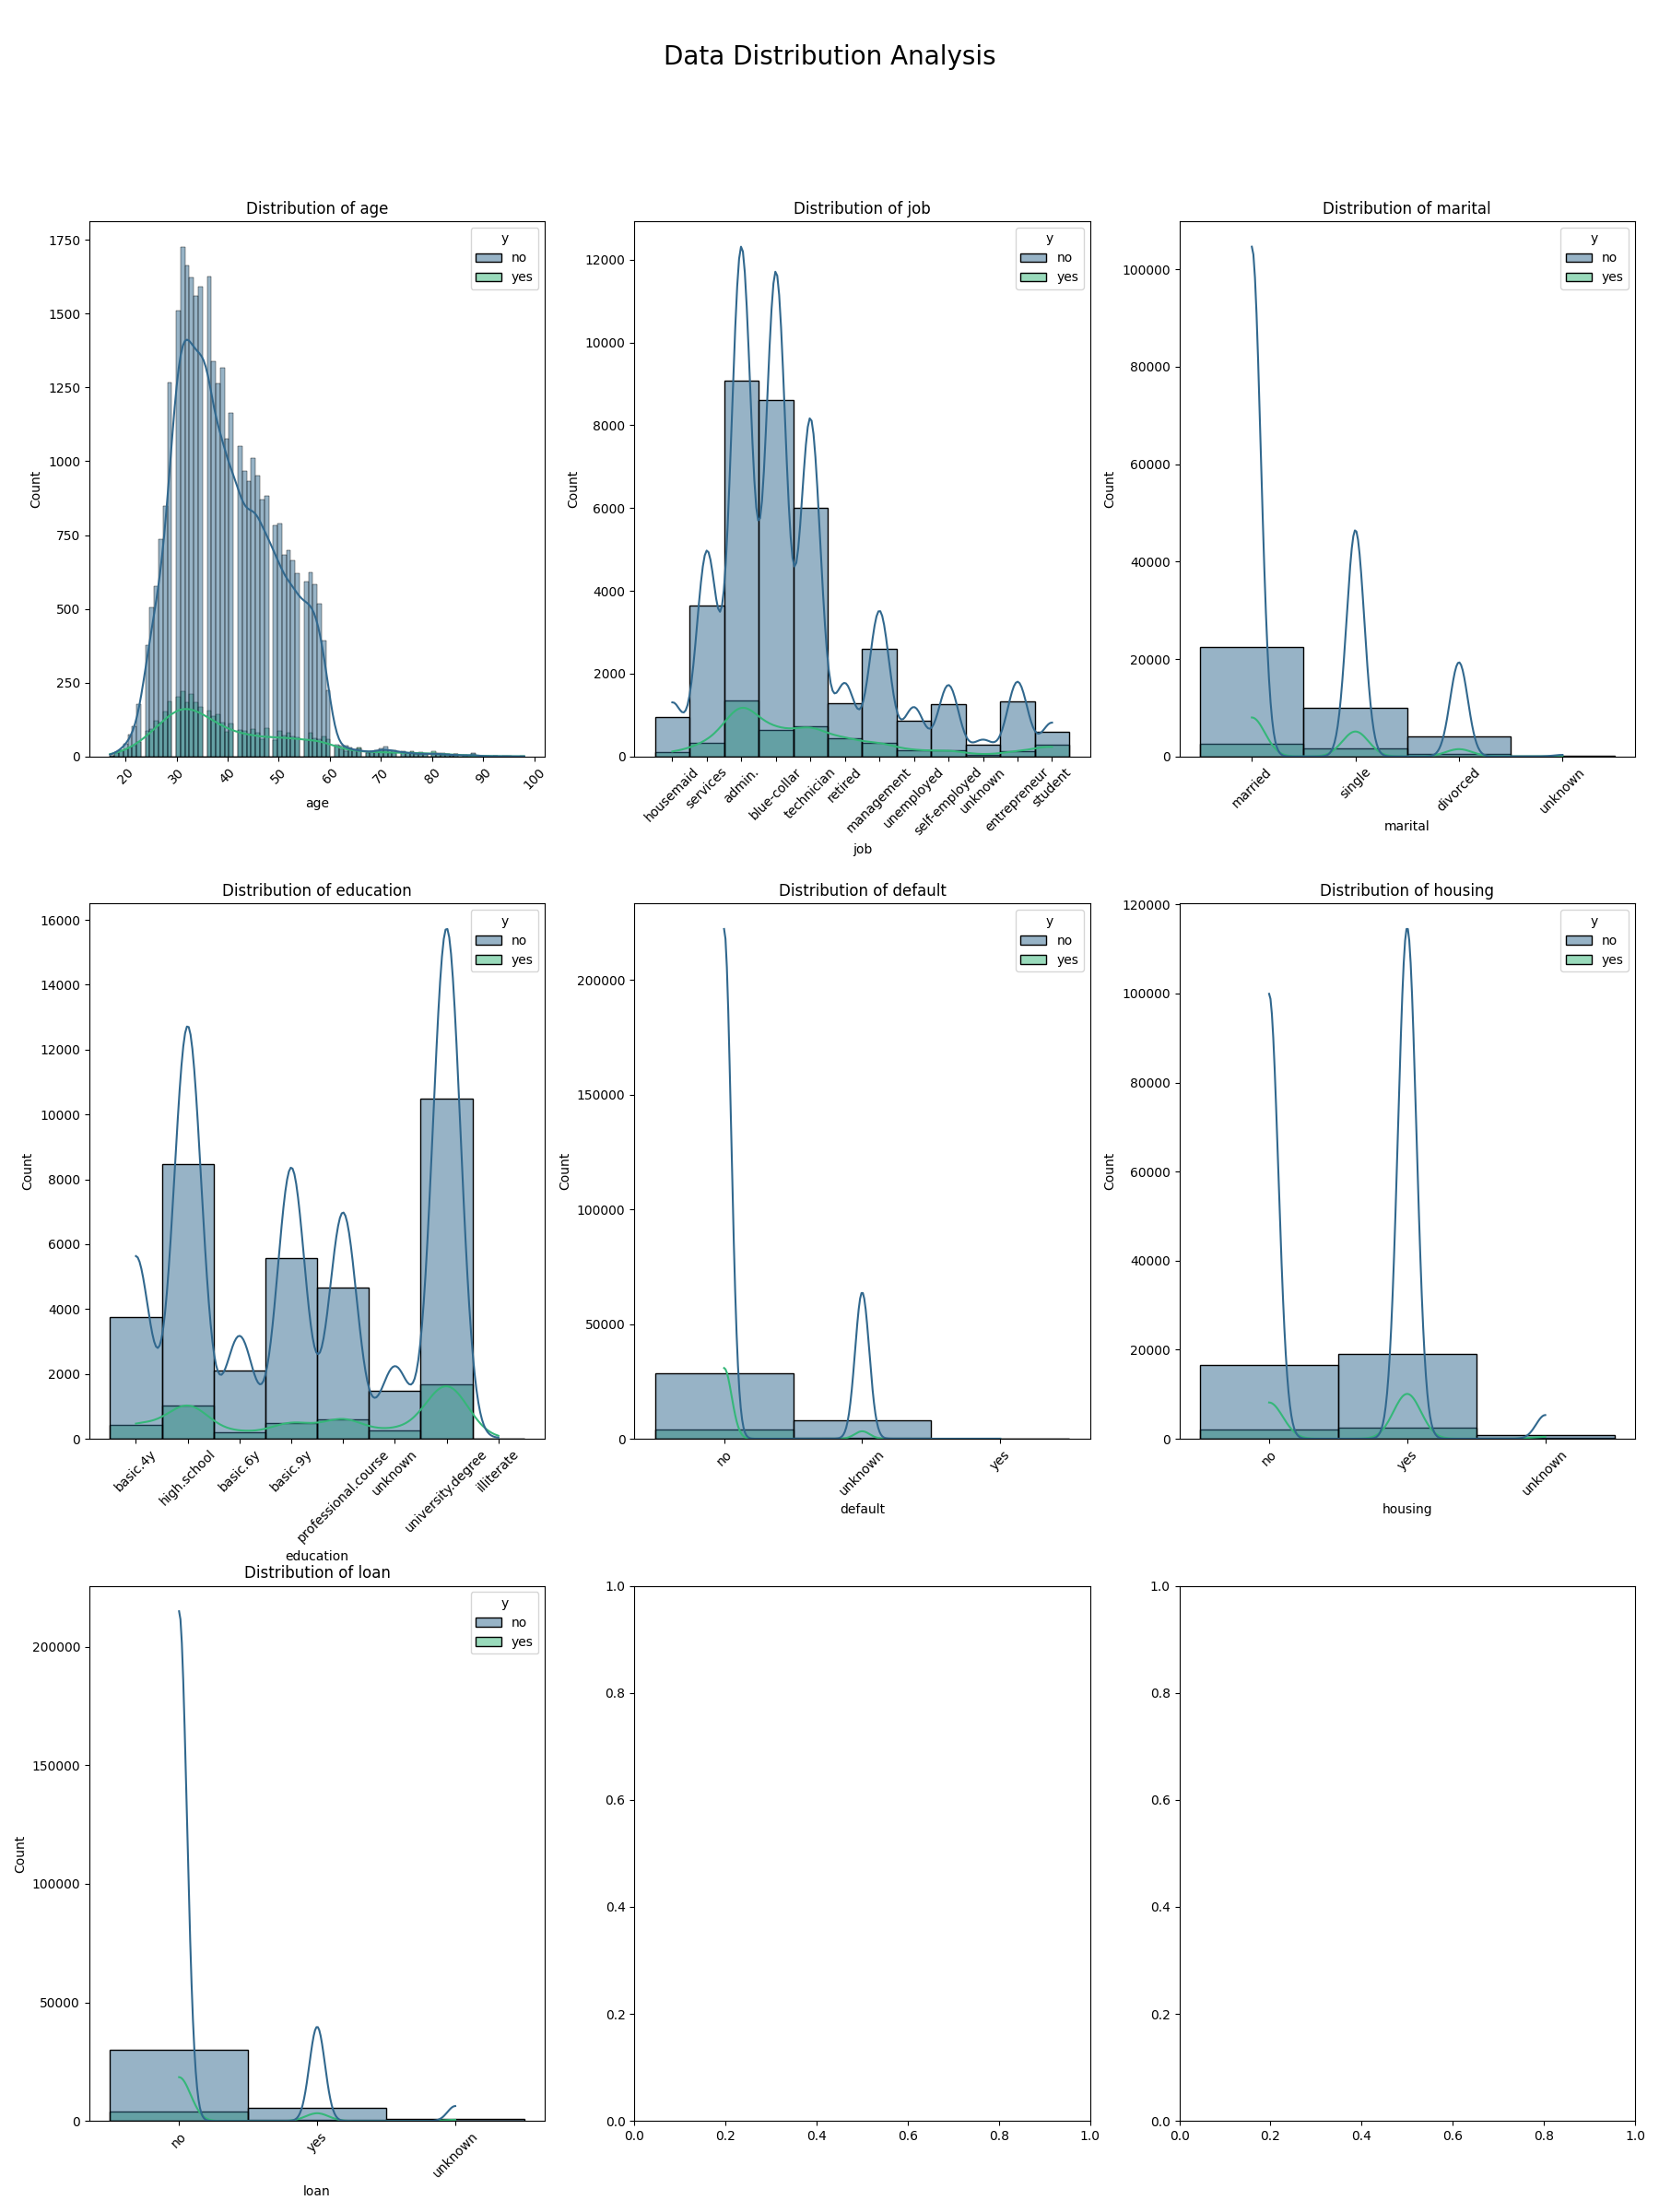 Data Distribution Analysis
Distribution of age
1750
1500
1250
1000
750
500
250
0
Count
20 30 40 50 60 70 80 90 100
age
y
no
yes
Distribution of job
12000
10000
8000
6000
4000
2000
0
Count
housemaid services admin. blue-collar technician retired management unemployed self-employed unknown entrepreneur student
job
y
no
yes
Distribution of marital
100000
80000
60000
40000
20000
0
Count
married single divorced unknown
marital
y
no
yes
Distribution of education
16000
14000
12000
10000
8000
6000
4000
2000
0
Count
basic.4y high.school basic.6y basic.9y professional.course unknown university.degree illiterate
education
y
no
yes
Distribution of default
200000
150000
100000
50000
0
Count
no unknown yes
default
y
no
yes
Distribution of housing
120000
100000
80000
60000
40000
20000
0
Count
no yes unknown
housing
y
no
yes
Distribution of loan
200000
150000
100000
50000
0
Count
no yes unknown
loan
y
no
yes
1.0
0.8
0.6
0.4
0.2
0.0
0.0 0.2 0.4 0.6 0.8 1.0
1.0
0.8
0.6
0.4
0.2
0.0
0.0 0.2 0.4 0.6 0.8 1.0